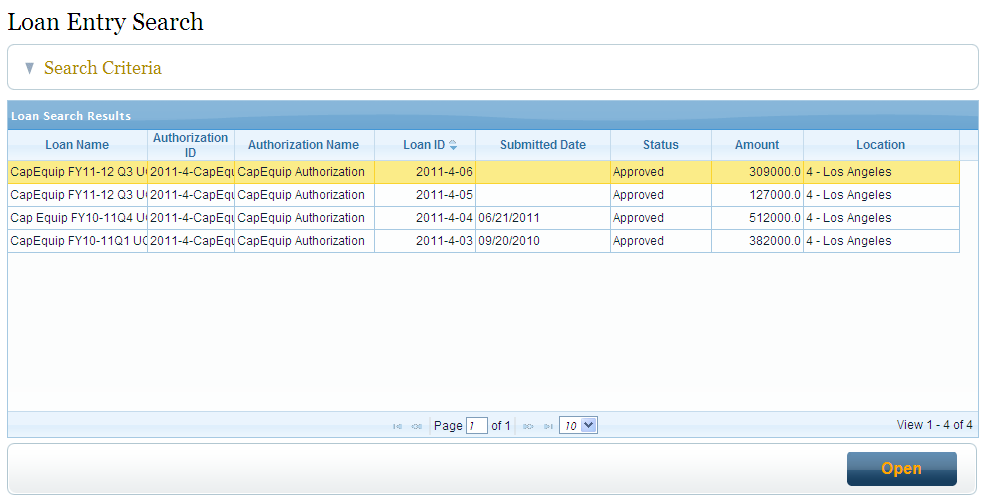 Loan Entry Search
Search Criteria
Loan Search Results
Loan Name Authorization ID Authorization Name Loan ID Submitted Date Status Amount Location
CapEquip FY11-12 Q3 2011-4-CapEqu CapEquip Authorization 2011-4-06 Approved 309000.0 4 - Los Angeles
CapEquip FY11-12 Q3 2011-4-CapEqu CapEquip Authorization 2011-4-05 Approved 127000.0 4 - Los Angeles
Cap Equip FY10-11Q4 2011-4-CapEqu CapEquip Authorization 2011-4-04 06/21/2011 Approved 512000.0 4 - Los Angeles
CapEquip FY10-11Q1 2011-4-CapEqu CapEquip Authorization 2011-4-03 09/20/2010 Approved 382000.0 4 - Los Angeles
Page 1 of 1 10 View 1 - 4 of 4
Open